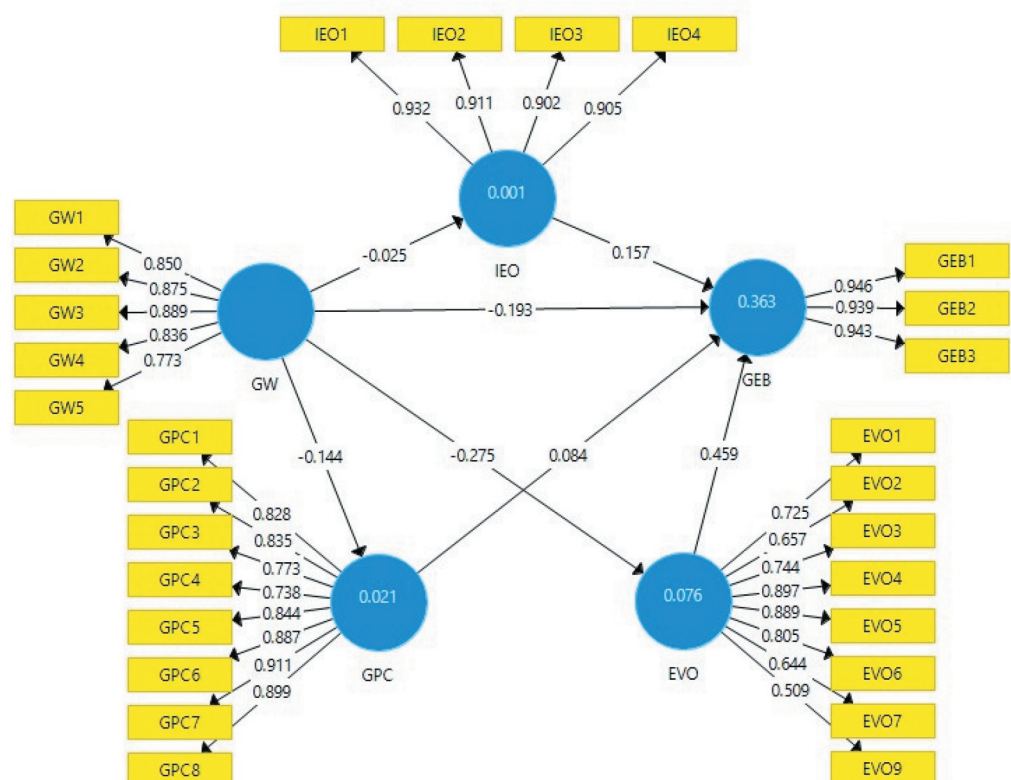 IEO1 IEO2 IEO3 IEO4
0.932 0.911 0.902 0.905
0.001
IEO
GW1
GW2
GW3
GW4
GW5
0.850
0.875
0.889
0.836
0.773
GW
-0.025
0.157
-0.193
0.363
GEB
0.946
0.939
0.943
GEB1
GEB2
GEB3
-0.144
-0.275
0.084
0.459
GPC1
GPC2
GPC3
GPC4
GPC5
GPC6
GPC7
GPC8
0.828
0.835
0.773
0.738
0.844
0.887
0.911
0.899
0.021
GPC
0.076
EVO
0.725
0.657
0.744
0.897
0.889
0.805
0.644
0.509
EVO1
EVO2
EVO3
EVO4
EVO5
EVO6
EVO7
EVO9